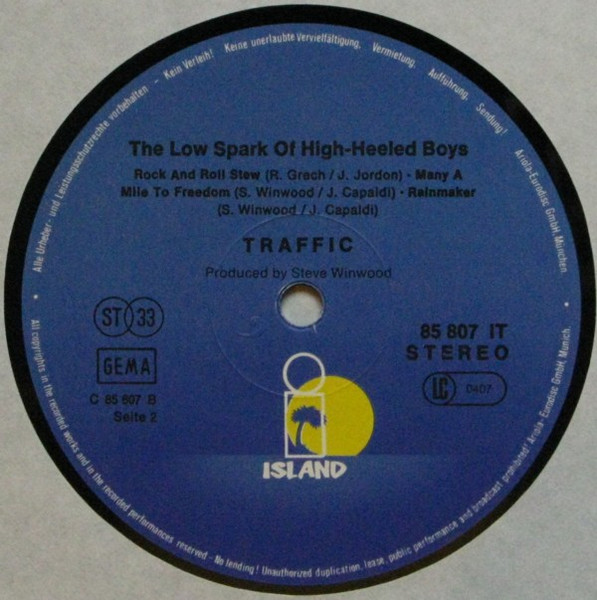 Alle Urheber- und Leistungsschutzrechte vorbehalten – Kein Verleih! Keine unerlaubte Vervielfältigung, Vermietung, Aufführung, Sendung! Ariola-Eurodisc GmbH, München.
The Low Spark Of High-Heeled Boys
Rock And Roll Stew (R. Grech / J. Jordon) · Many A
Mile To Freedom (S. Winwood / J. Capaldi) · Rainmaker
(S. Winwood / J. Capaldi)
TRAFFIC
Produced by Steve Winwood
ST 33
85 807 IT
STEREO
GEMA
LC 0407
C 85 807 B
Seite 2
ISLAND
All copyrights in the recorded works and in the recorded performances reserved – No lending! Unauthorized duplication, lease, public performance and broadcast prohibited! Ariola-Eurodisc GmbH, Munich.